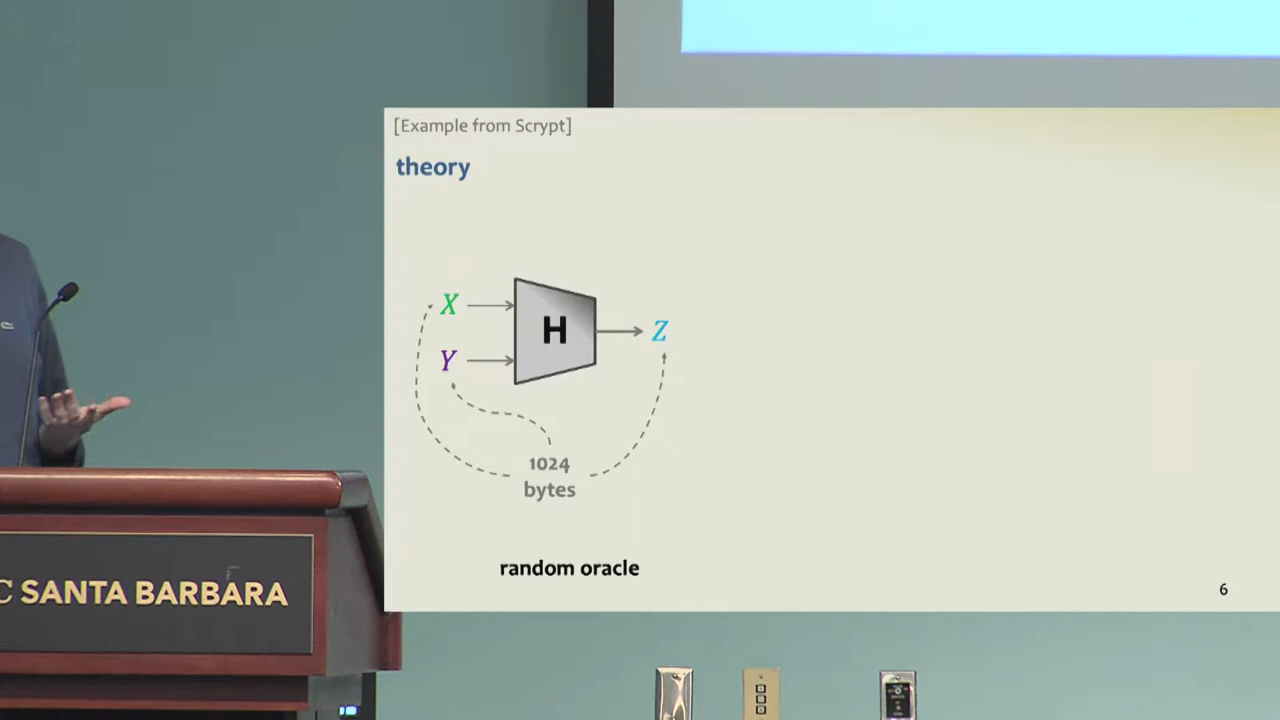 [Example from Scrypt]
theory
X
H
Z
Y
1024
bytes
random oracle
6
C SANTA BARBARA